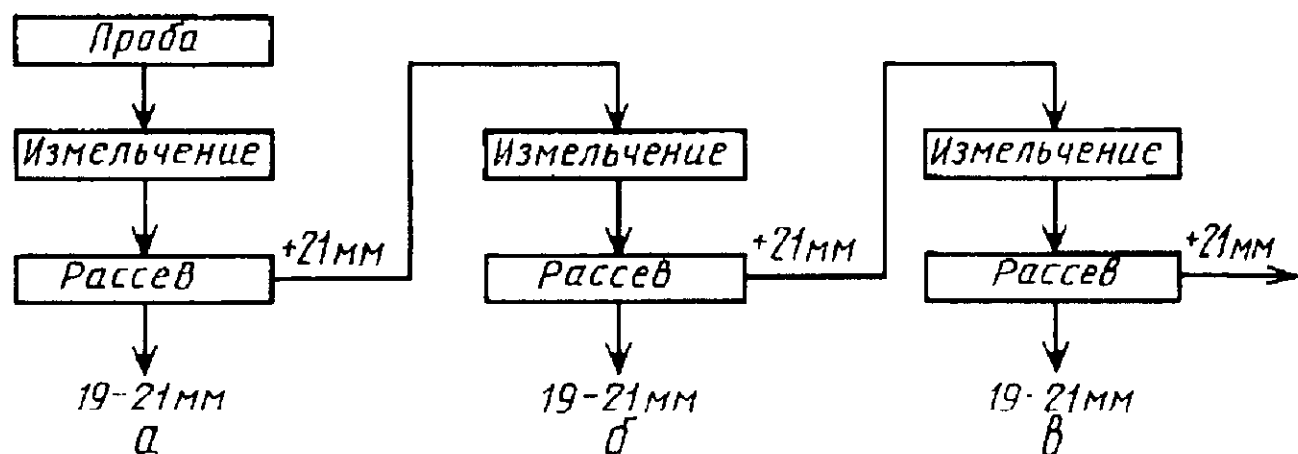 Проба
Измельчение
Рассев
+21мм
19-21мм
а
Измельчение
Рассев
+21мм
19-21мм
б
Измельчение
Рассев
+21мм
19-21мм
в